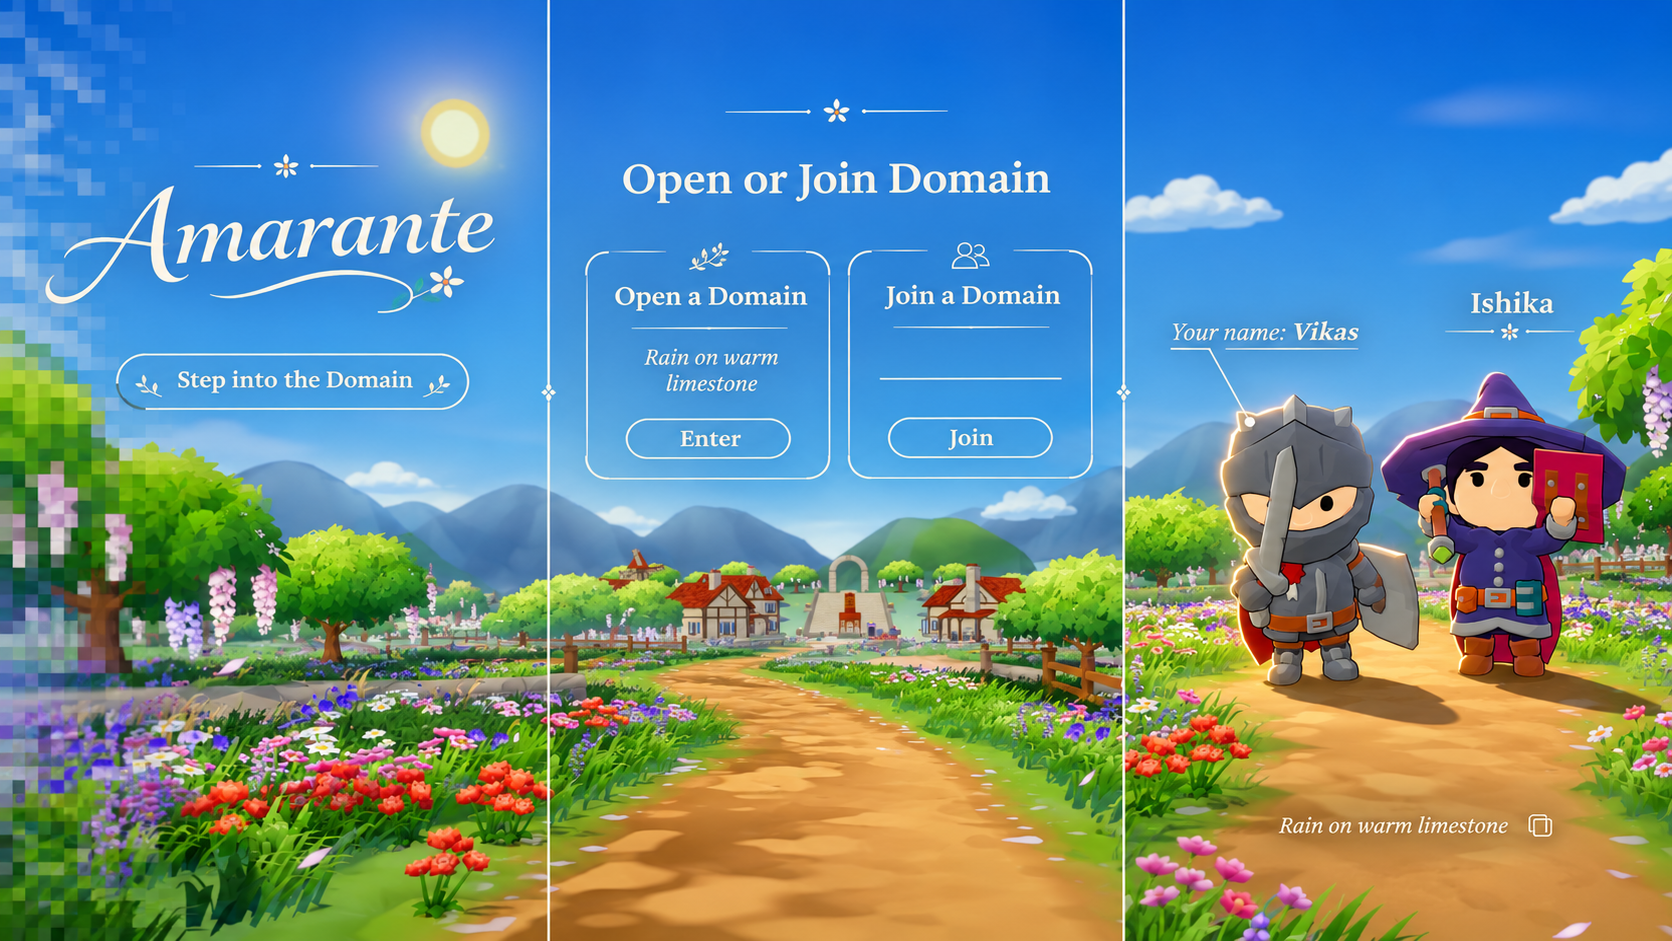 Amarante
Step into the Domain
Open or Join Domain
Open a Domain
Rain on warm
limestone
Enter
Join a Domain
Join
Your name: Vikas
Ishika
Rain on warm limestone